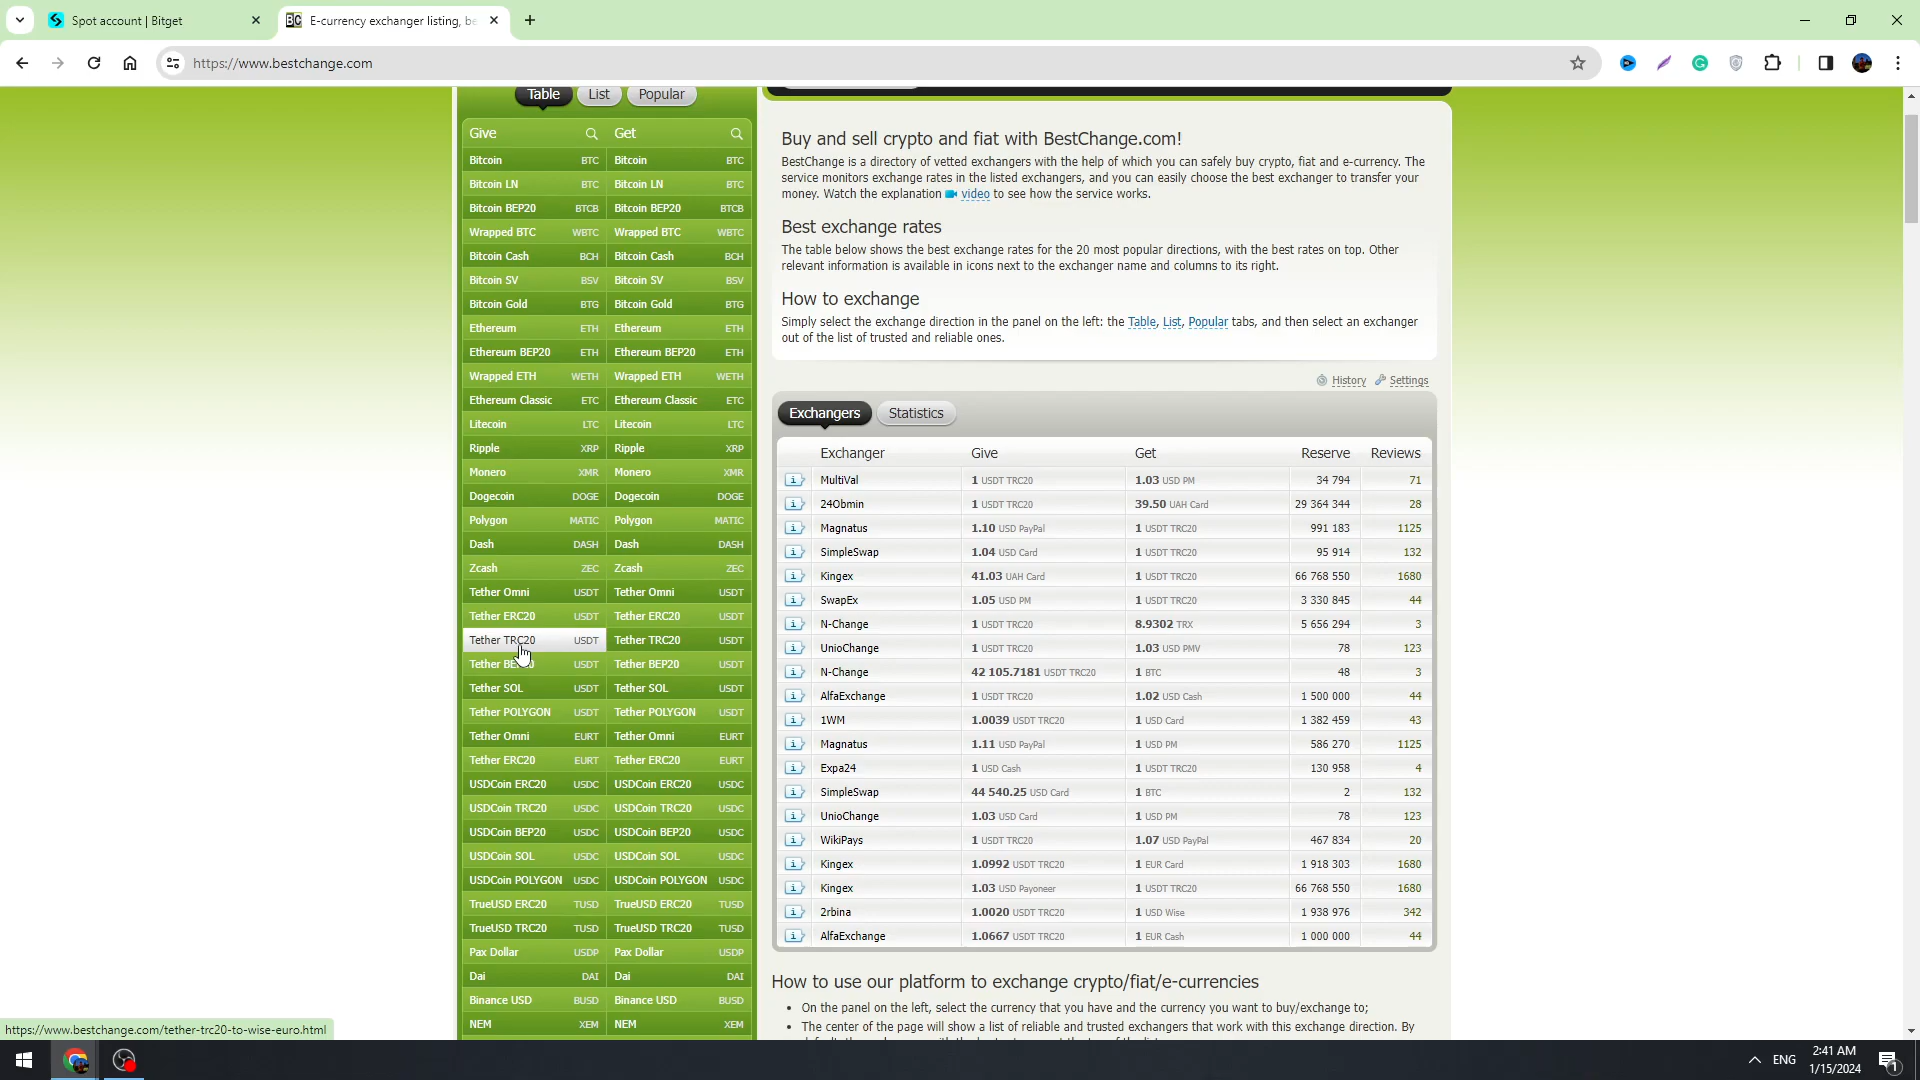 Spot account | Bitget
E-currency exchanger listing, be
https://www.bestchange.com
Table List Popular
Give Get
Bitcoin BTC Bitcoin BTC
Bitcoin LN BTC Bitcoin LN BTC
Bitcoin BEP20 BTCB Bitcoin BEP20 BTCB
Wrapped BTC WBTC Wrapped BTC WBTC
Bitcoin Cash BCH Bitcoin Cash BCH
Bitcoin SV BSV Bitcoin SV BSV
Bitcoin Gold BTG Bitcoin Gold BTG
Ethereum ETH Ethereum ETH
Ethereum BEP20 ETH Ethereum BEP20 ETH
Wrapped ETH WETH Wrapped ETH WETH
Ethereum Classic ETC Ethereum Classic ETC
Litecoin LTC Litecoin LTC
Ripple XRP Ripple XRP
Monero XMR Monero XMR
Dogecoin DOGE Dogecoin DOGE
Polygon MATIC Polygon MATIC
Dash DASH Dash DASH
Zcash ZEC Zcash ZEC
Tether Omni USDT Tether Omni USDT
Tether ERC20 USDT Tether ERC20 USDT
Tether TRC20 USDT Tether TRC20 USDT
Tether USDT Tether BEP20 USDT
Tether SOL USDT Tether SOL USDT
Tether POLYGON USDT Tether POLYGON USDT
Tether Omni EURT Tether Omni EURT
Tether ERC20 EURT Tether ERC20 EURT
USDCoin ERC20 USDC USDCoin ERC20 USDC
USDCoin TRC20 USDC USDCoin TRC20 USDC
USDCoin BEP20 USDC USDCoin BEP20 USDC
USDCoin SOL USDC USDCoin SOL USDC
USDCoin POLYGON USDC USDCoin POLYGON USDC
TrueUSD ERC20 TUSD TrueUSD ERC20 TUSD
TrueUSD TRC20 TUSD TrueUSD TRC20 TUSD
Pax Dollar USDP Pax Dollar USDP
Dai DAI Dai DAI
Binance USD BUSD Binance USD BUSD
NEM XEM NEM XEM
Buy and sell crypto and fiat with BestChange.com!
BestChange is a directory of vetted exchangers with the help of which you can safely buy crypto, fiat and e-currency. The
service monitors exchange rates in the listed exchangers, and you can easily choose the best exchanger to transfer your
money. Watch the explanation video to see how the service works.
Best exchange rates
The table below shows the best exchange rates for the 20 most popular directions, with the best rates on top. Other
relevant information is available in icons next to the exchanger name and columns to its right.
How to exchange
Simply select the exchange direction in the panel on the left: the Table, List, Popular tabs, and then select an exchanger
out of the list of trusted and reliable ones.
History Settings
Exchangers Statistics
Exchanger Give Get Reserve Reviews
MultiVal 1 USDT TRC20 1.03 USD PM 34 794 71
24Obmin 1 USDT TRC20 39.50 UAH Card 29 364 344 28
Magnatus 1.10 USD PayPal 1 USDT TRC20 991 183 1125
SimpleSwap 1.04 USD Card 1 USDT TRC20 95 914 132
Kingex 41.03 UAH Card 1 USDT TRC20 66 768 550 1680
SwapEx 1.05 USD PM 1 USDT TRC20 3 330 845 44
N-Change 1 USDT TRC20 8.9302 TRX 5 656 294 3
UnioChange 1 USDT TRC20 1.03 USD PMV 78 123
N-Change 42 105.7181 USDT TRC20 1 BTC 48 3
AlfaExchange 1 USDT TRC20 1.02 USD Cash 1 500 000 44
1WM 1.0039 USDT TRC20 1 USD Card 1 382 459 43
Magnatus 1.11 USD PayPal 1 USD PM 586 270 1125
Expa24 1 USD Cash 1 USDT TRC20 130 958 4
SimpleSwap 44 540.25 USD Card 1 BTC 2 132
UnioChange 1.03 USD Card 1 USD PM 78 123
WikiPays 1 USDT TRC20 1.07 USD PayPal 467 834 20
Kingex 1.0992 USDT TRC20 1 EUR Card 1 918 303 1680
Kingex 1.03 USD Payoneer 1 USDT TRC20 66 768 550 1680
2rbina 1.0020 USDT TRC20 1 USD Wise 1 938 976 342
AlfaExchange 1.0667 USDT TRC20 1 EUR Cash 1 000 000 44
How to use our platform to exchange crypto/fiat/e-currencies
• On the panel on the left, select the currency that you have and the currency you want to buy/exchange to;
• The center of the page will show a list of reliable and trusted exchangers that work with this exchange direction. By
https://www.bestchange.com/tether-trc20-to-wise-euro.html
ENG
2:41 AM
1/15/2024
1